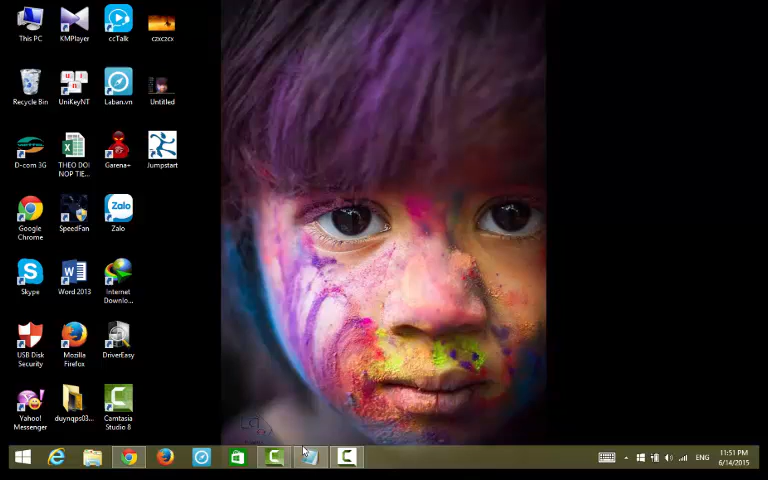 This PC
KMPlayer
ccTalk
czxczcx
Recycle Bin
UniKeyNT
Laban.vn
Untitled
D-com 3G
THEO DOI
NOP TIE...
Garena+
Jumpstart
Google
Chrome
SpeedFan
Zalo
Zalo
Skype
Word 2013
Internet
Downlo...
USB Disk
Security
Mozilla
Firefox
DriverEasy
Yahoo!
Messenger
duynqps03...
Camtasia
Studio 8
ENG
11:51 PM
6/14/2015